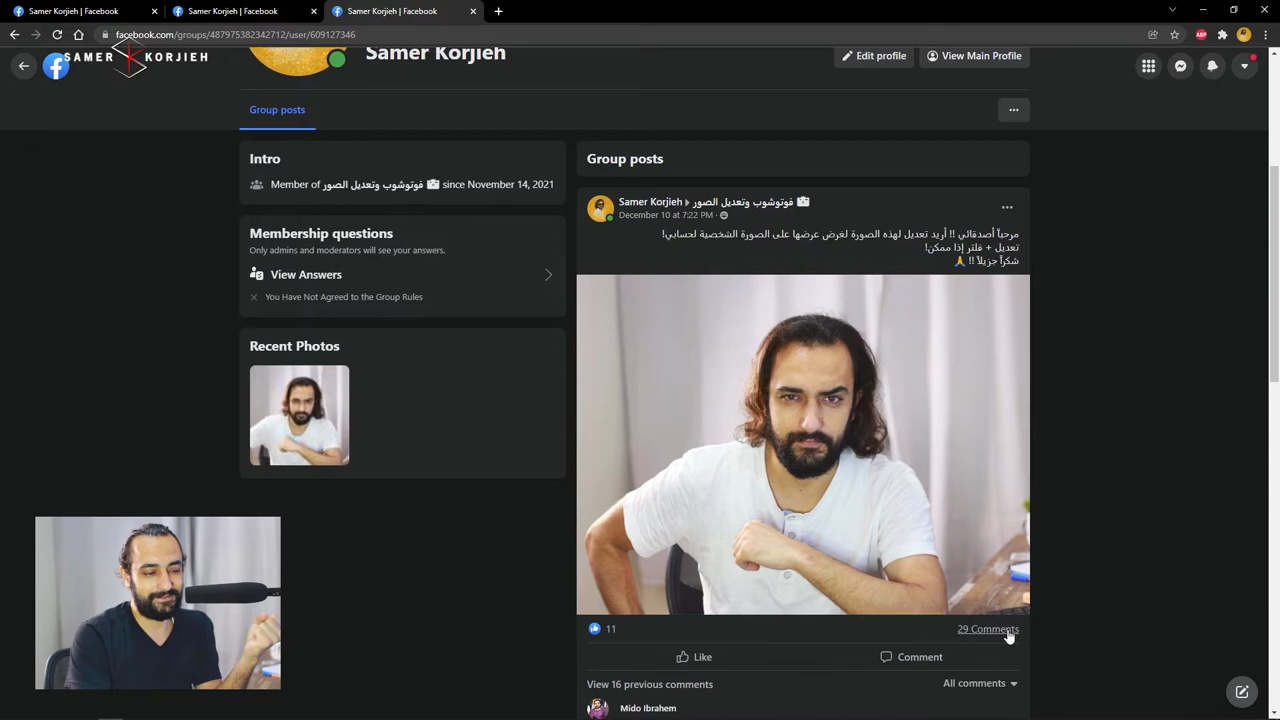 Samer Korjieh | Facebook
Samer Korjieh | Facebook
Samer Korjieh | Facebook
facebook.com/groups/487975382342712/user/609127346
SAMER KORJIEH
Samer Korjieh
Edit profile
View Main Profile
Group posts
Intro
Member of فوتوشوب وتعديل الصور since November 14, 2021
Membership questions
Only admins and moderators will see your answers.
View Answers
You Have Not Agreed to the Group Rules
Recent Photos
Group posts
Samer Korjieh فوتوشوب وتعديل الصور
December 10 at 7:22 PM
مرحباً أصدقائي !! أريد تعديل لهذه الصورة لغرض عرضها على الصورة الشخصية لحسابي!
تعديل + فلتر إذا ممكن!
شكراً جزيلاً !! 🙏
11
29 Comments
Like
Comment
View 16 previous comments
All comments
Mido Ibrahem